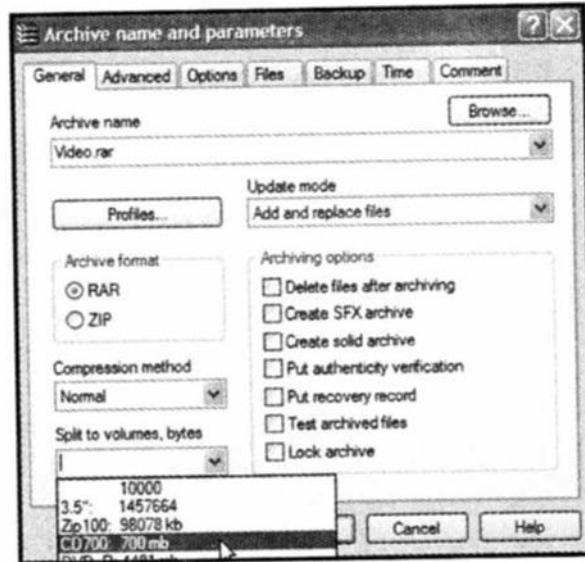 Archive name and parameters
General Advanced Options Files Backup Time Comment
Archive name
Browse...
Video.rar
Update mode
Profiles...
Add and replace files
Archive format
RAR
ZIP
Archiving options
Delete files after archiving
Create SFX archive
Create solid archive
Put authenticity verification
Put recovery record
Test archived files
Lock archive
Compression method
Normal
Split to volumes, bytes
10000
3.5": 1457664
Zip100: 98078 kb
CD700: 700 mb
Cancel
Help